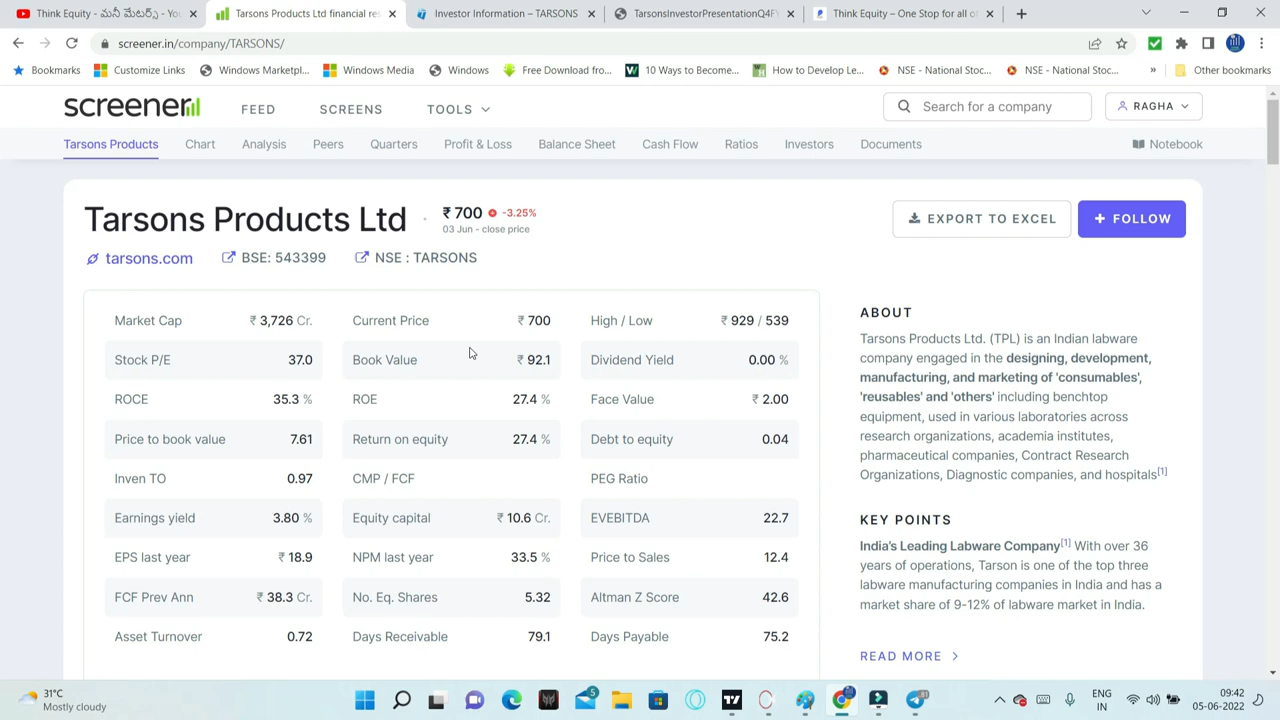 Think Equity - మనీ మేటర్స్ - You
Tarsons Products Ltd financial res
Investor Information – TARSONS
TarsonsInvestorPresentationQ4FY
Think Equity – One Stop for all o
screener.in/company/TARSONS/
Bookmarks
Customize Links
Windows Marketpl...
Windows Media
Windows
Free Download fro...
10 Ways to Become...
How to Develop Le...
NSE - National Stoc...
NSE - National Stoc...
»
Other bookmarks
screener
FEED
SCREENS
TOOLS
Search for a company
RAGHA
Tarsons Products
Chart
Analysis
Peers
Quarters
Profit & Loss
Balance Sheet
Cash Flow
Ratios
Investors
Documents
Notebook
Tarsons Products Ltd
₹ 700 -3.25%
03 Jun - close price
EXPORT TO EXCEL
+ FOLLOW
tarsons.com
BSE: 543399
NSE : TARSONS
Market Cap ₹ 3,726 Cr.
Current Price ₹ 700
High / Low ₹ 929 / 539
Stock P/E 37.0
Book Value ₹ 92.1
Dividend Yield 0.00 %
ROCE 35.3 %
ROE 27.4 %
Face Value ₹ 2.00
Price to book value 7.61
Return on equity 27.4 %
Debt to equity 0.04
Inven TO 0.97
CMP / FCF
PEG Ratio
Earnings yield 3.80 %
Equity capital ₹ 10.6 Cr.
EVEBITDA 22.7
EPS last year ₹ 18.9
NPM last year 33.5 %
Price to Sales 12.4
FCF Prev Ann ₹ 38.3 Cr.
No. Eq. Shares 5.32
Altman Z Score 42.6
Asset Turnover 0.72
Days Receivable 79.1
Days Payable 75.2
ABOUT
Tarsons Products Ltd. (TPL) is an Indian labware
company engaged in the designing, development,
manufacturing, and marketing of 'consumables',
'reusables' and 'others' including benchtop
equipment, used in various laboratories across
research organizations, academia institutes,
pharmaceutical companies, Contract Research
Organizations, Diagnostic companies, and hospitals[1]
KEY POINTS
India's Leading Labware Company[1] With over 36
years of operations, Tarson is one of the top three
labware manufacturing companies in India and has a
market share of 9-12% of labware market in India.
READ MORE
31°C
Mostly cloudy
5
ENG
IN
09:42
05-06-2022